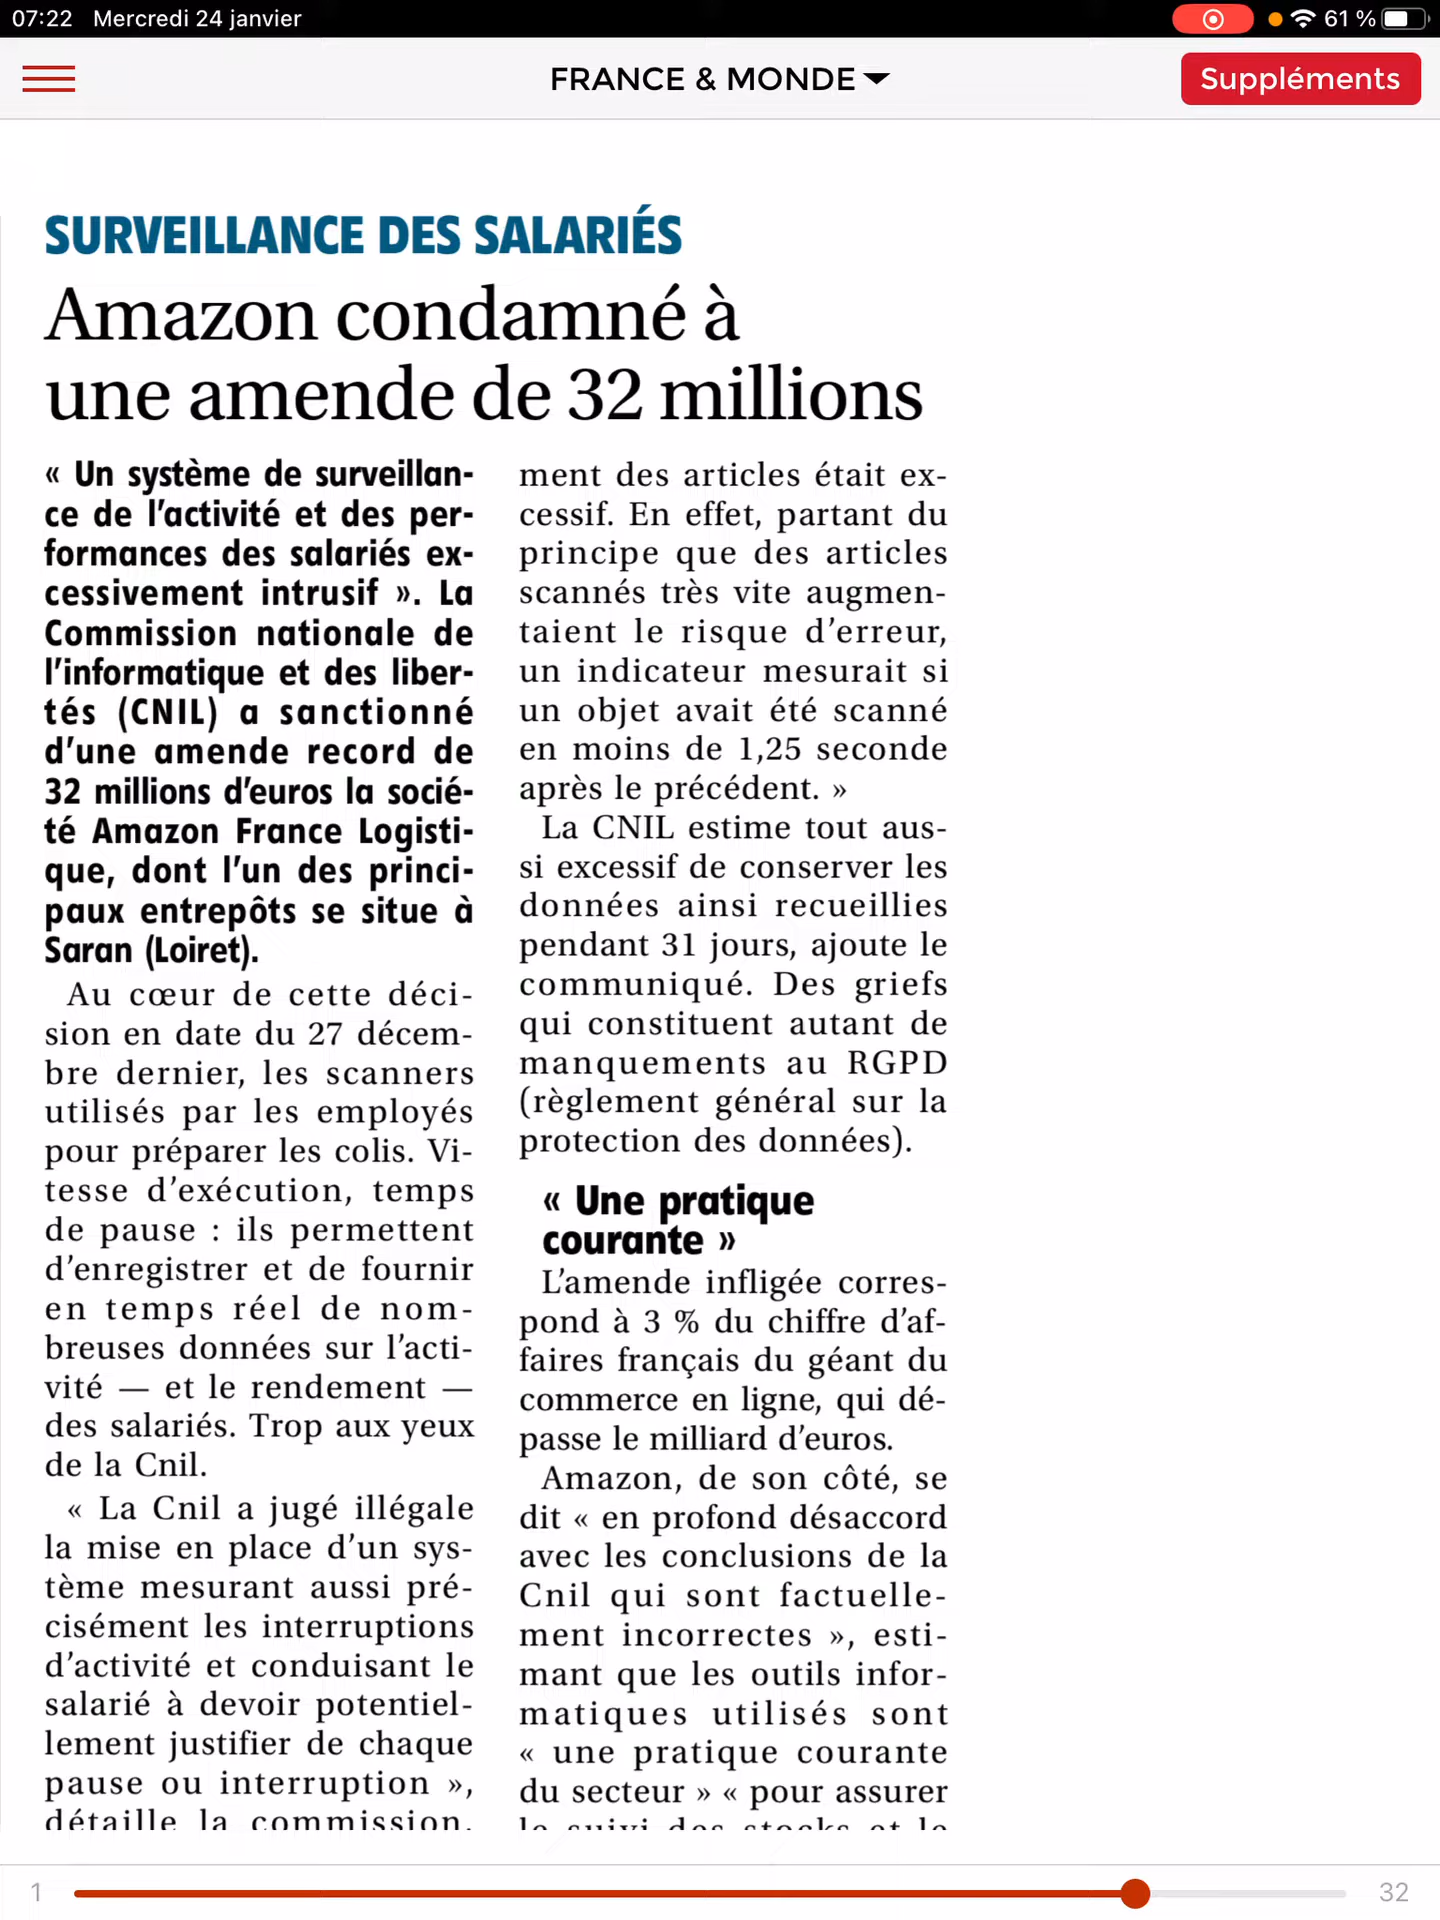 07:22 Mercredi 24 janvier
61 %
FRANCE & MONDE
Suppléments
SURVEILLANCE DES SALARIÉS
Amazon condamné à
une amende de 32 millions
« Un système de surveillan-
ce de l’activité et des per-
formances des salariés ex-
cessivement intrusif ». La
Commission nationale de
l’informatique et des liber-
tés (CNIL) a sanctionné
d’une amende record de
32 millions d’euros la socié-
té Amazon France Logisti-
que, dont l’un des princi-
paux entrepôts se situe à
Saran (Loiret).
Au cœur de cette déci-
sion en date du 27 décem-
bre dernier, les scanners
utilisés par les employés
pour préparer les colis. Vi-
tesse d’exécution, temps
de pause : ils permettent
d’enregistrer et de fournir
en temps réel de nom-
breuses données sur l’acti-
vité — et le rendement —
des salariés. Trop aux yeux
de la Cnil.
« La Cnil a jugé illégale
la mise en place d’un sys-
tème mesurant aussi pré-
cisément les interruptions
d’activité et conduisant le
salarié à devoir potentiel-
lement justifier de chaque
pause ou interruption »,
détaille la commission.
ment des articles était ex-
cessif. En effet, partant du
principe que des articles
scannés très vite augmen-
taient le risque d’erreur,
un indicateur mesurait si
un objet avait été scanné
en moins de 1,25 seconde
après le précédent. »
La CNIL estime tout aus-
si excessif de conserver les
données ainsi recueillies
pendant 31 jours, ajoute le
communiqué. Des griefs
qui constituent autant de
manquements au RGPD
(règlement général sur la
protection des données).
« Une pratique
courante »
L’amende infligée corres-
pond à 3 % du chiffre d’af-
faires français du géant du
commerce en ligne, qui dé-
passe le milliard d’euros.
Amazon, de son côté, se
dit « en profond désaccord
avec les conclusions de la
Cnil qui sont factuelle-
ment incorrectes », esti-
mant que les outils infor-
matiques utilisés sont
« une pratique courante
du secteur » « pour assurer
le suivi des stocks et le
1
32